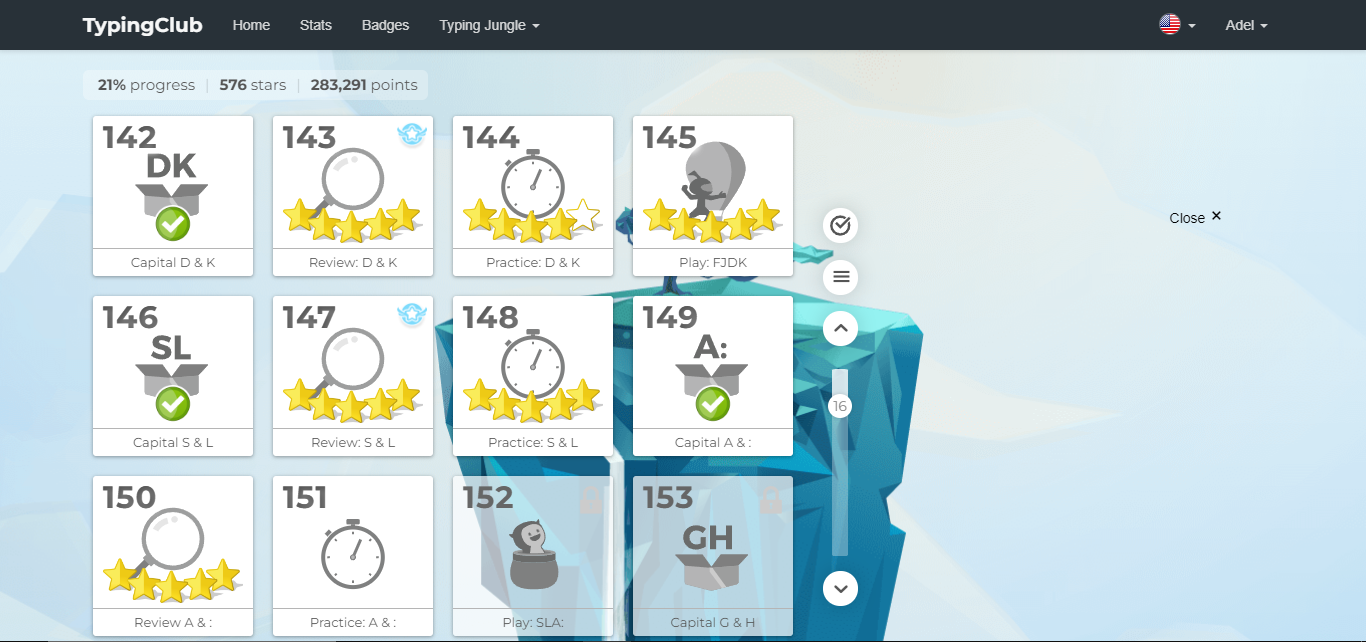 TypingClub Home Stats Badges Typing Jungle Adel
21% progress | 576 stars | 283,291 points
142 143 144 145
DK
Capital D & K Review: D & K Practice: D & K Play: FJDK
Close ×
146 147 148 149
SL A:
16
Capital S & L Review: S & L Practice: S & L Capital A & :
150 151 152 153
GH
Review A & : Practice: A & : Play: SLA: Capital G & H